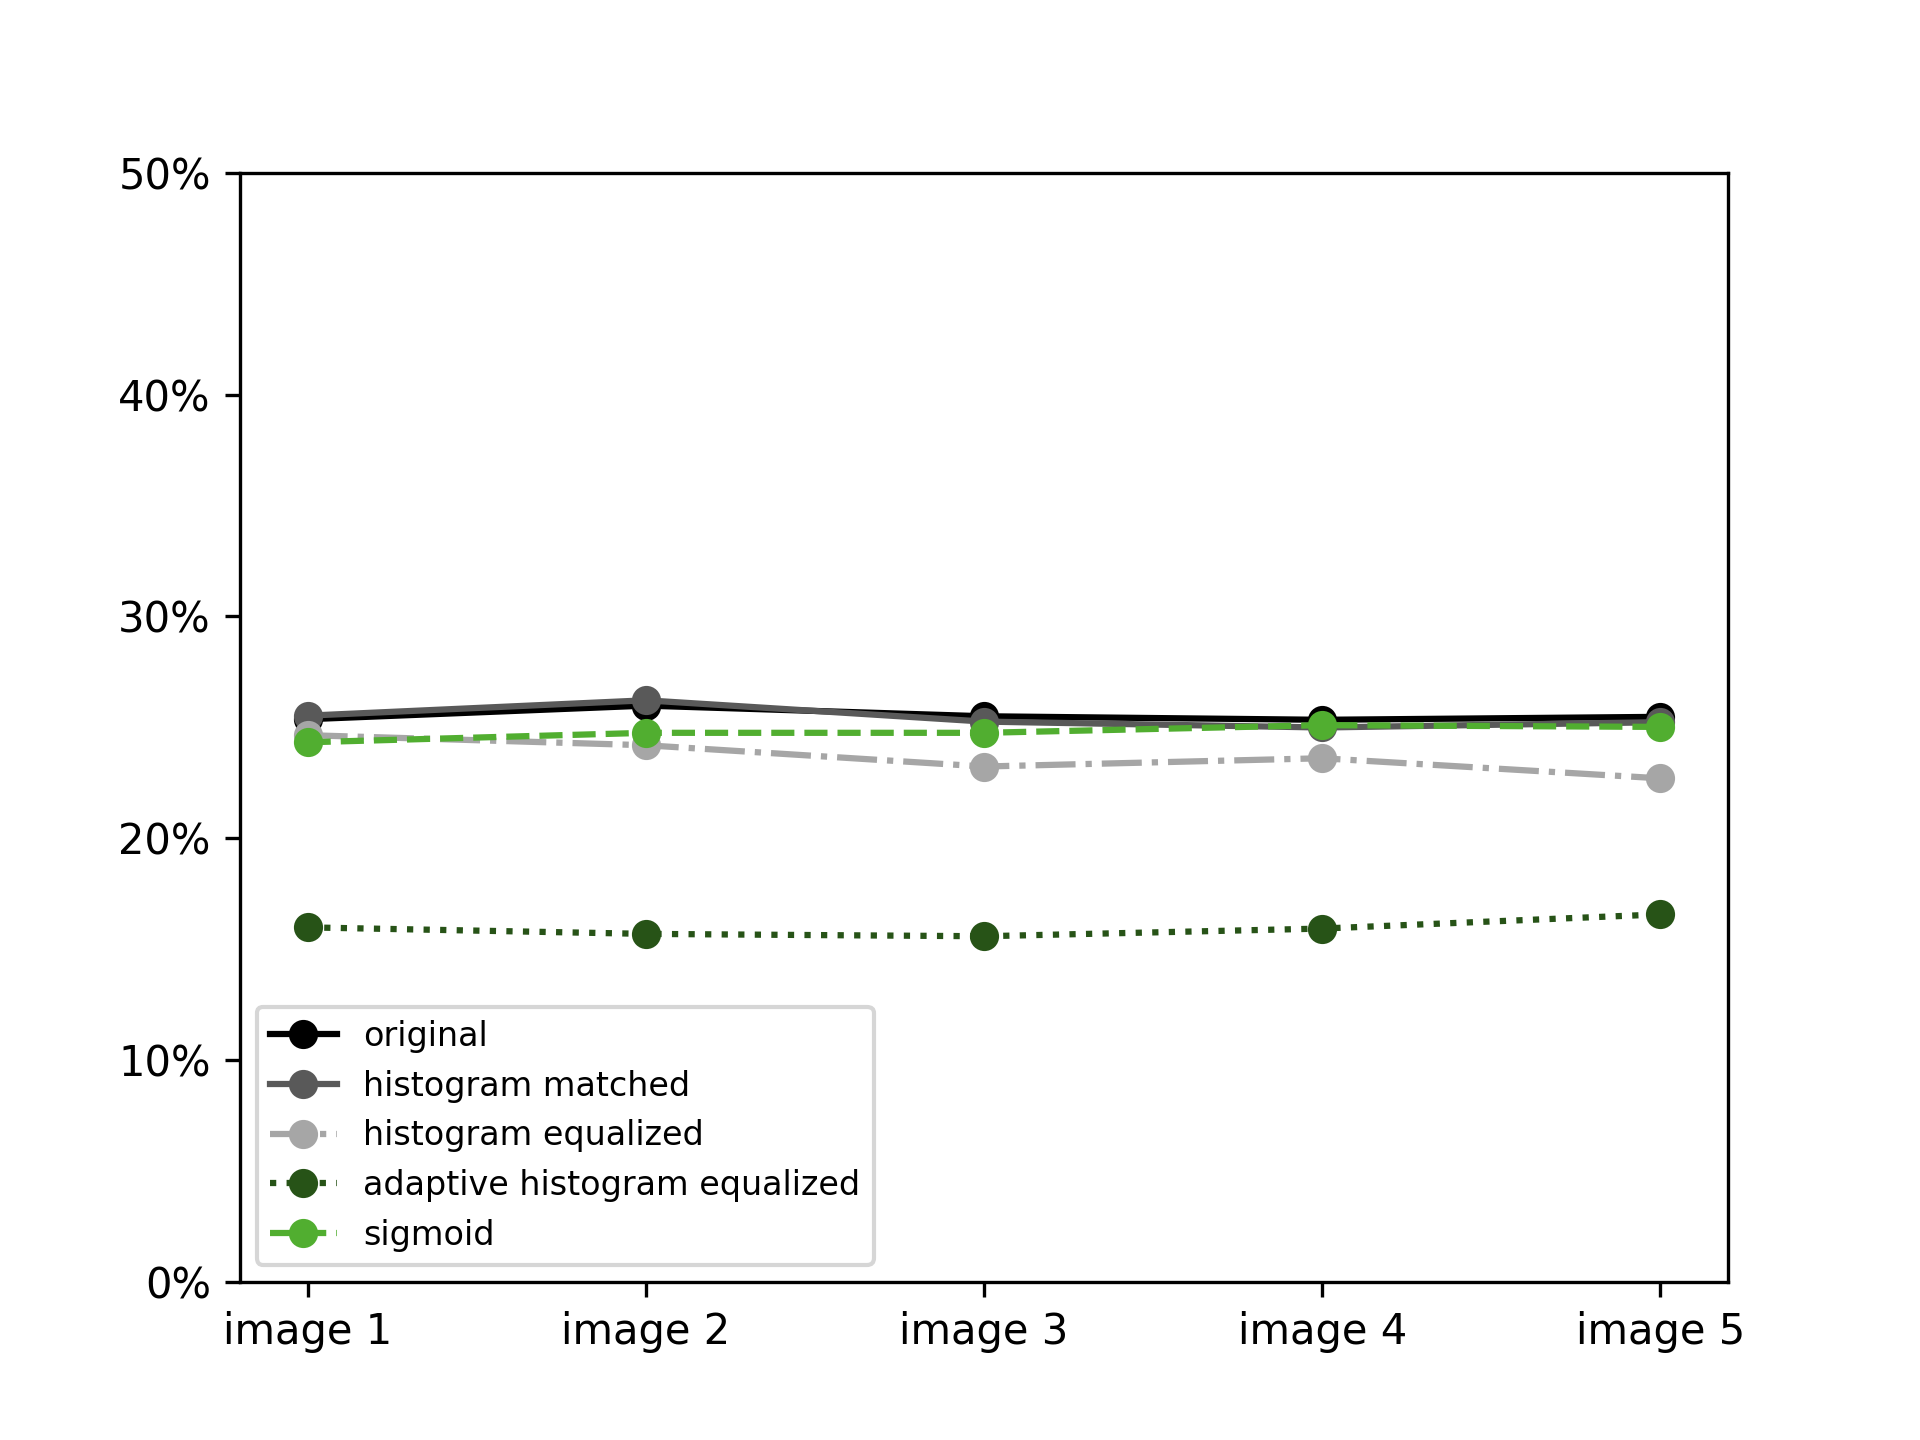 50%
40%
30%
20%
10%
0%
original
histogram matched
histogram equalized
adaptive histogram equalized
sigmoid
image 1
image 2
image 3
image 4
image 5